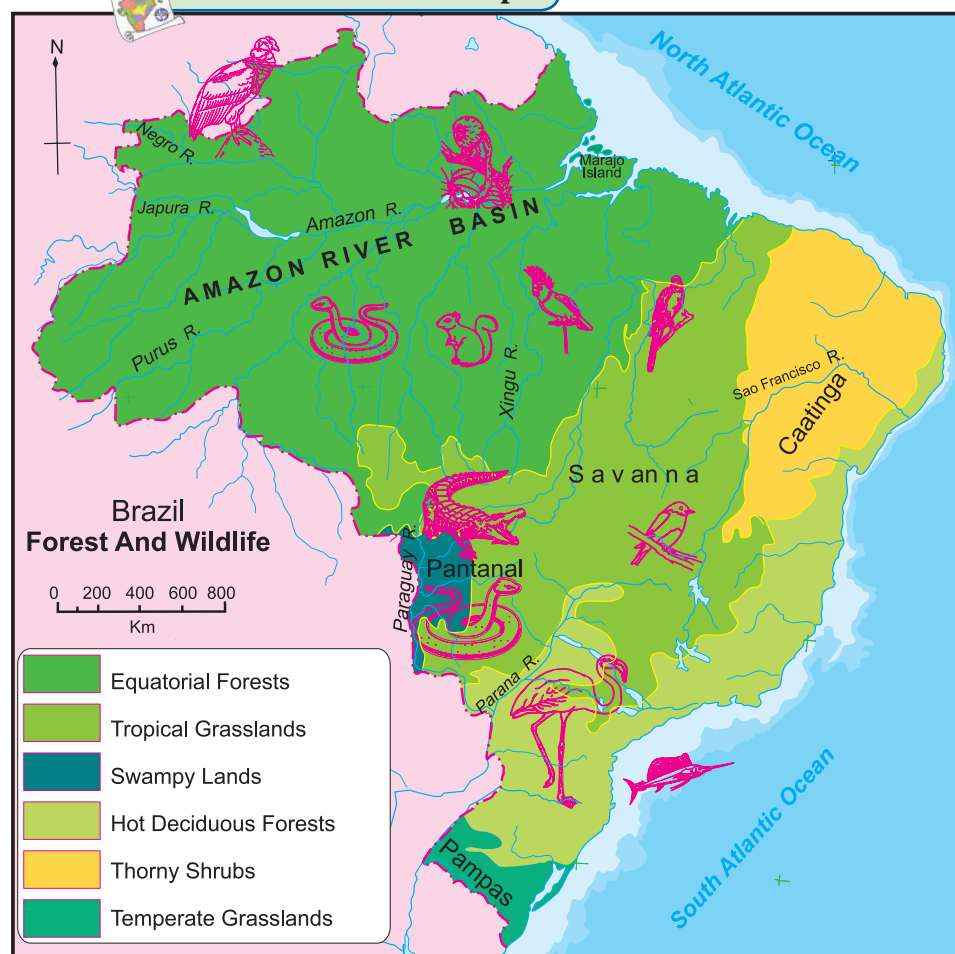 N
North Atlantic Ocean
Negro R.
Marajo
Island
Japura R.
Amazon R.
AMAZON RIVER BASIN
Purus R.
Xingu R.
Sao Francisco R.
Caatinga
Savanna
Brazil
Forest And Wildlife
Paraguay R.
Pantanal
0 200 400 600 800
Km
Parana R.
Equatorial Forests
Tropical Grasslands
Swampy Lands
Hot Deciduous Forests
Thorny Shrubs
Temperate Grasslands
Pampas
South Atlantic Ocean